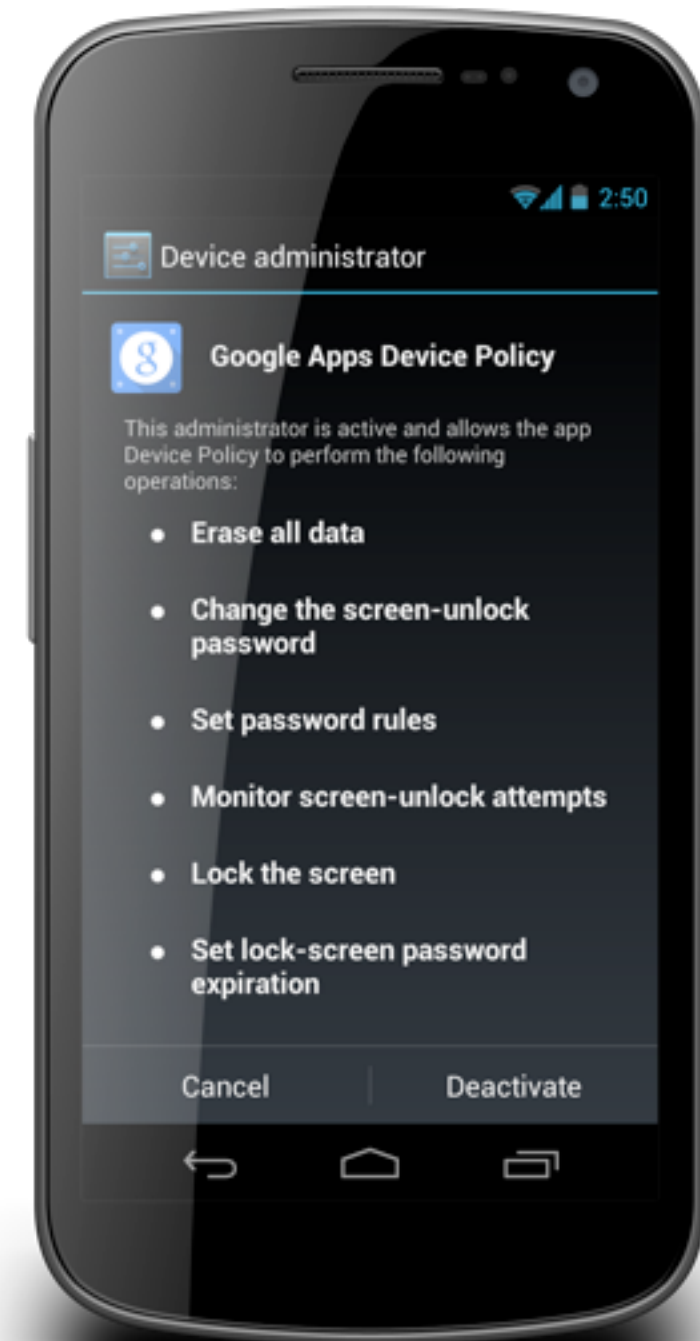 2:50
Device administrator
g
Google Apps Device Policy
This administrator is active and allows the app
Device Policy to perform the following
operations:
• Erase all data
• Change the screen-unlock
password
• Set password rules
• Monitor screen-unlock attempts
• Lock the screen
• Set lock-screen password
expiration
Cancel
Deactivate